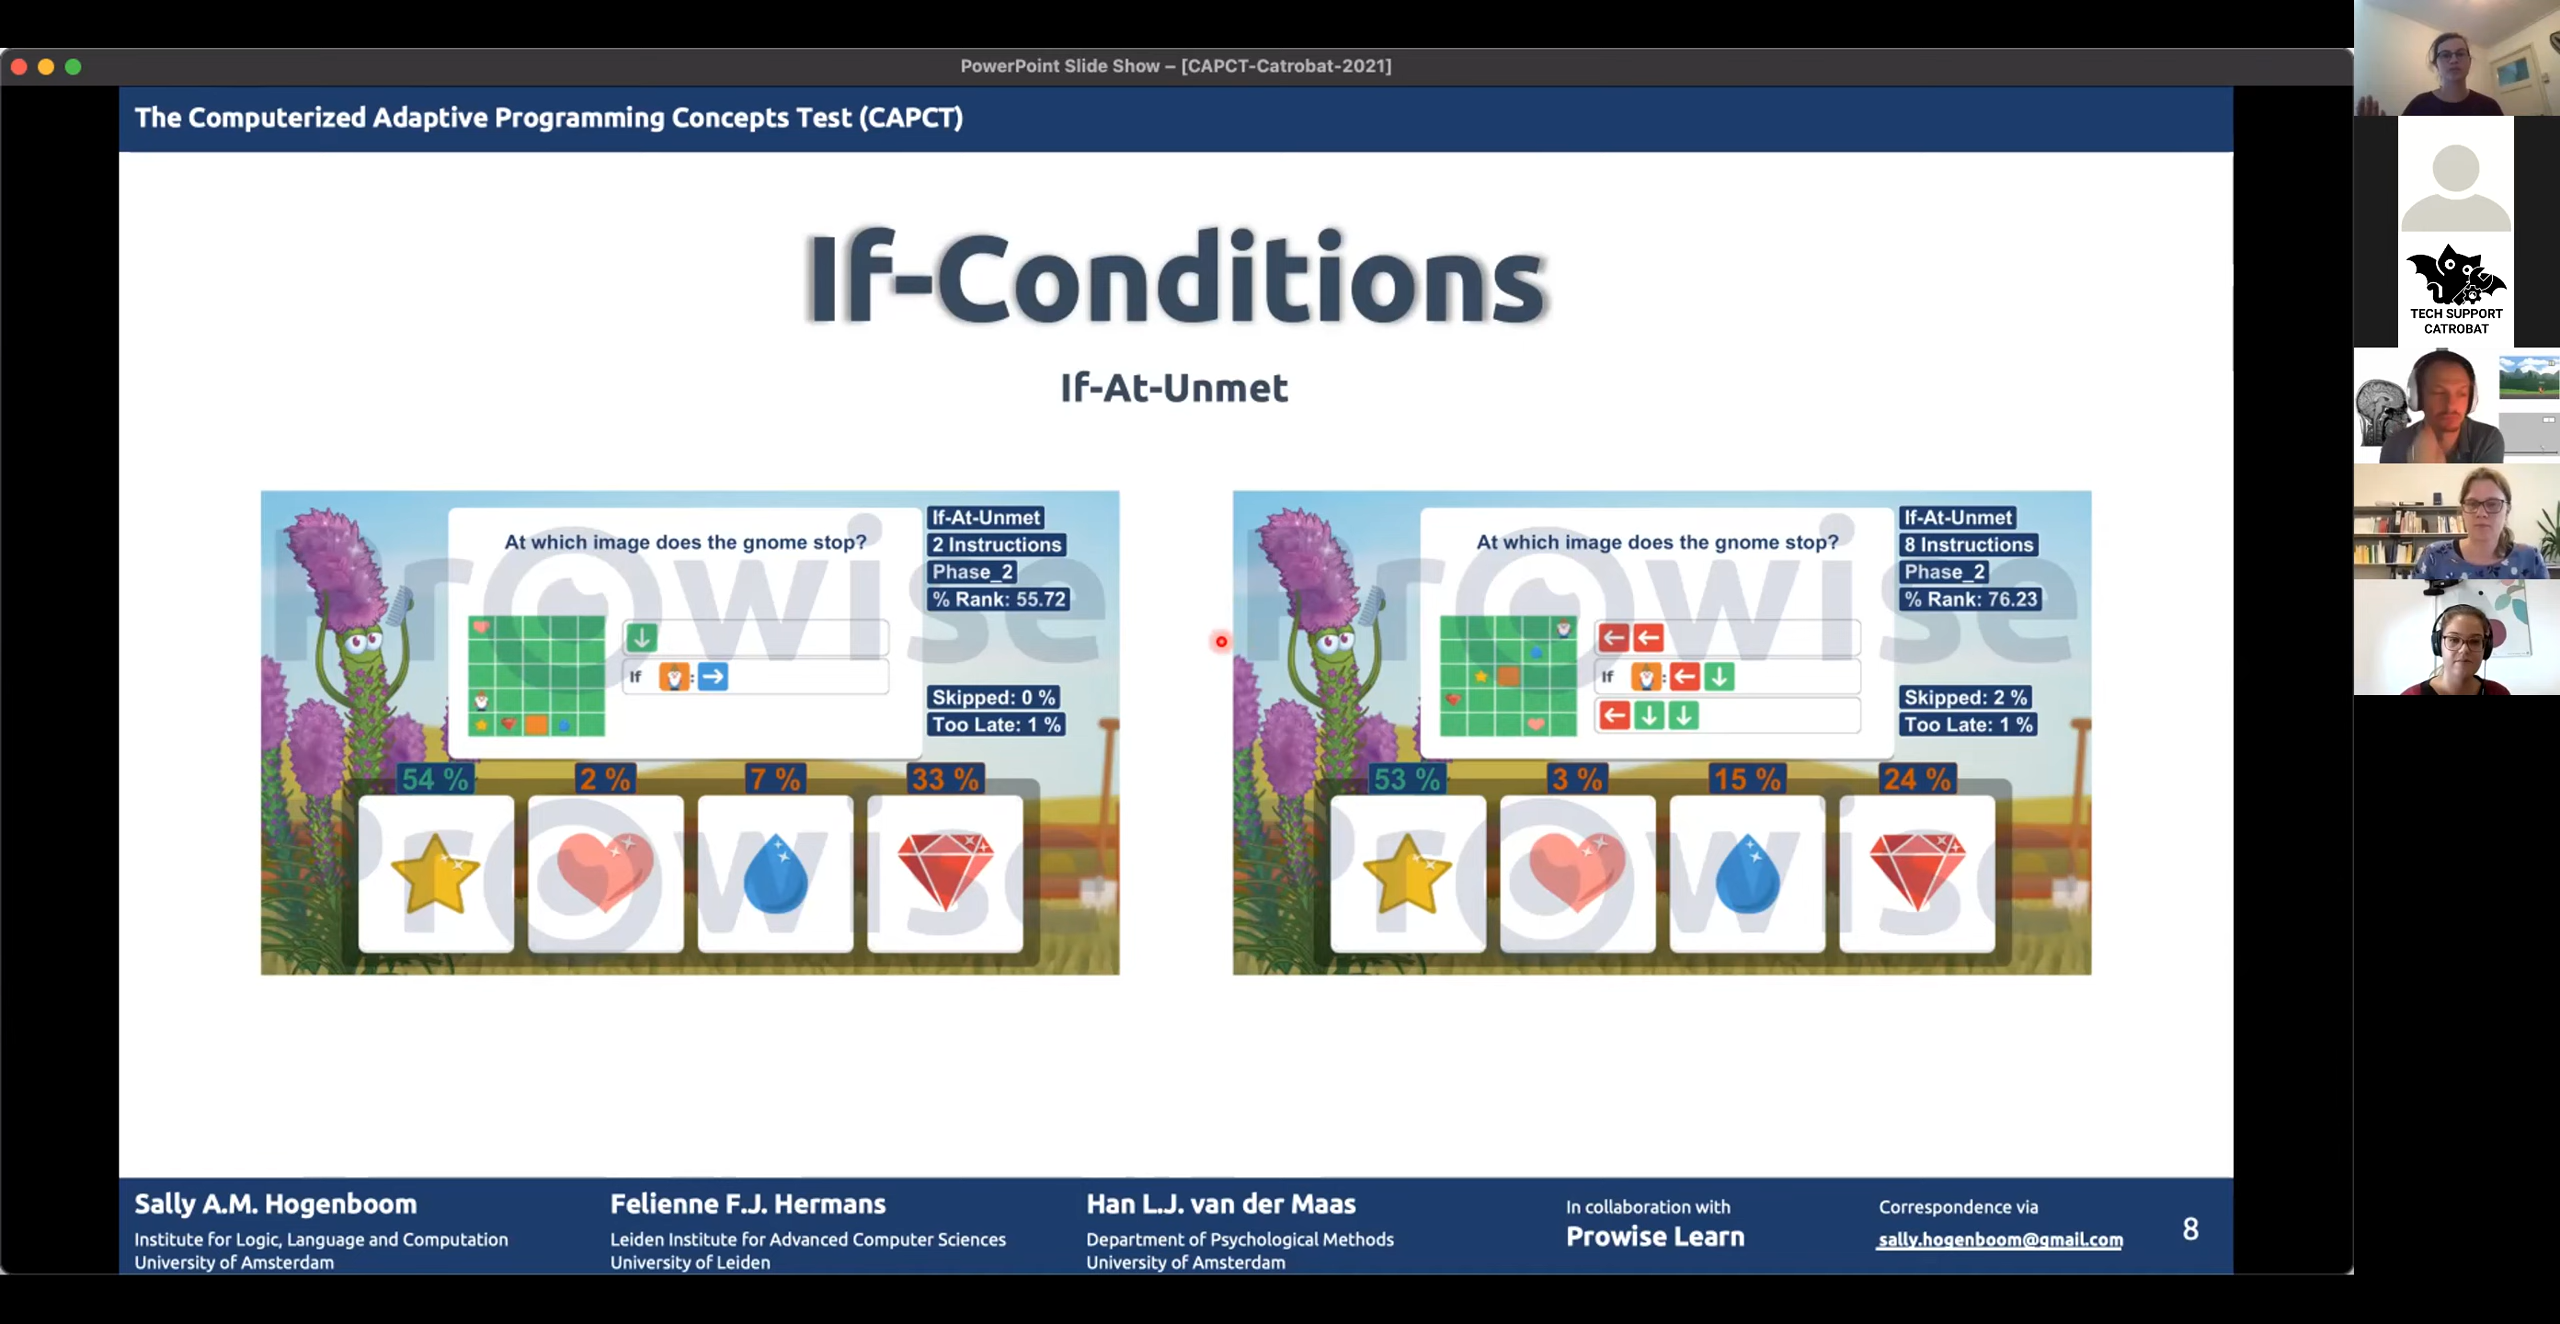 PowerPoint Slide Show – [CAPCT-Catrobat-2021]
The Computerized Adaptive Programming Concepts Test (CAPCT)
If-Conditions
If-At-Unmet
At which image does the gnome stop?
If-At-Unmet
2 Instructions
Phase_2
% Rank: 55.72
If :
Skipped: 0 %
Too Late: 1 %
54 %
2 %
7 %
33 %
Prowise
Prowise
At which image does the gnome stop?
If-At-Unmet
8 Instructions
Phase_2
% Rank: 76.23
If :
Skipped: 2 %
Too Late: 1 %
53 %
3 %
15 %
24 %
Prowise
Prowise
Sally A.M. Hogenboom
Institute for Logic, Language and Computation
University of Amsterdam
Felienne F.J. Hermans
Leiden Institute for Advanced Computer Sciences
University of Leiden
Han L.J. van der Maas
Department of Psychological Methods
University of Amsterdam
In collaboration with
Prowise Learn
Correspondence via
sally.hogenboom@gmail.com
8
TECH SUPPORT
CATROBAT